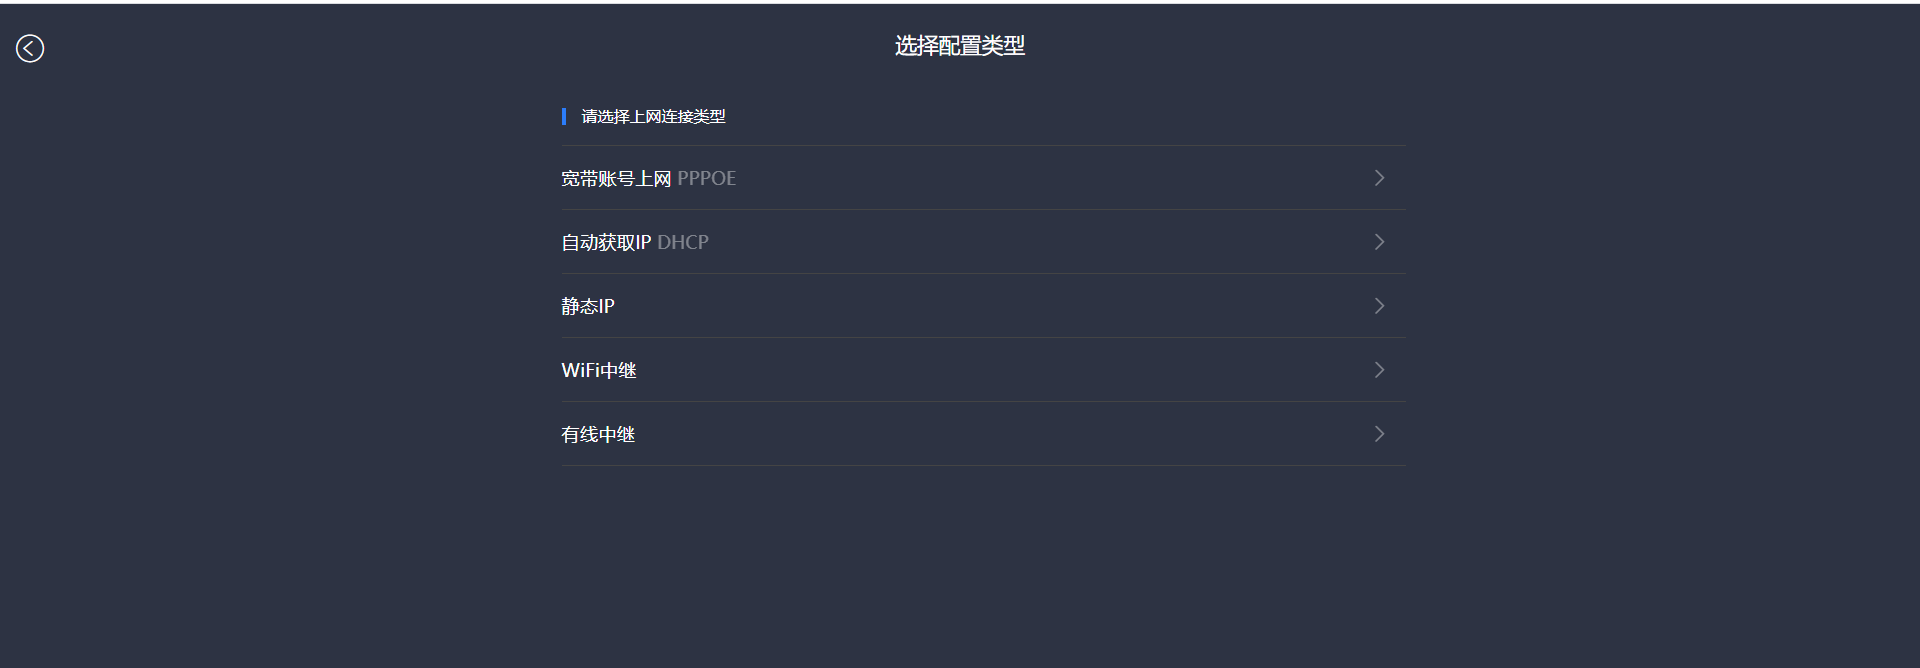 选择配置类型
请选择上网连接类型
宽带账号上网 PPPOE
自动获取IP DHCP
静态IP
WiFi中继
有线中继